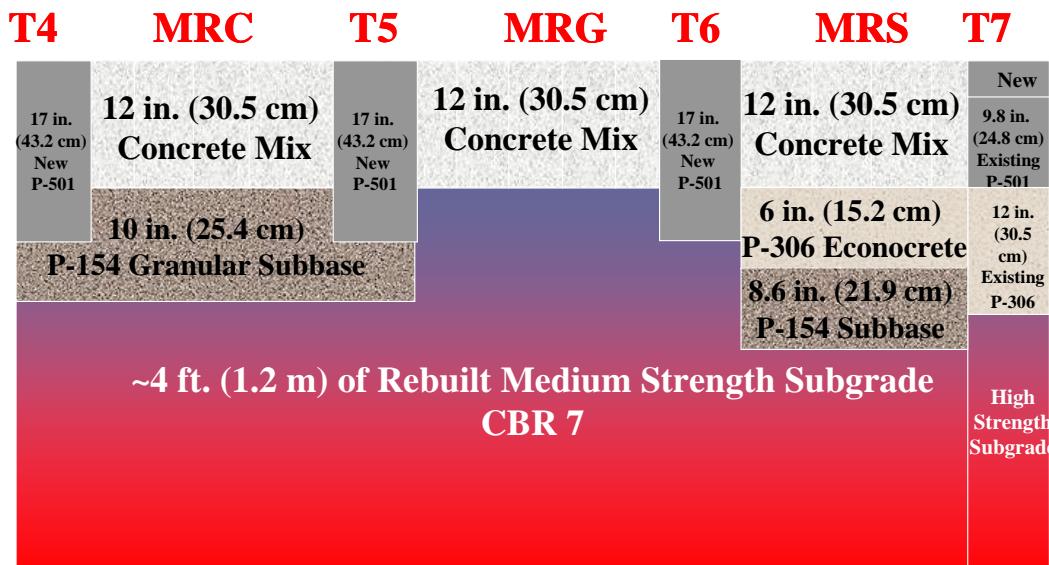 T4 MRC T5 MRG T6 MRS T7
17 in.
(43.2 cm)
New
P-501
12 in. (30.5 cm)
Concrete Mix
10 in. (25.4 cm)
P-154 Granular Subbase
17 in.
(43.2 cm)
New
P-501
12 in. (30.5 cm)
Concrete Mix
17 in.
(43.2 cm)
New
P-501
12 in. (30.5 cm)
Concrete Mix
6 in. (15.2 cm)
P-306 Econocrete
8.6 in. (21.9 cm)
P-154 Subbase
New
9.8 in.
(24.8 cm)
Existing
P-501
12 in.
(30.5
cm)
Existing
P-306
~4 ft. (1.2 m) of Rebuilt Medium Strength Subgrade
CBR 7
High
Strength
Subgrade